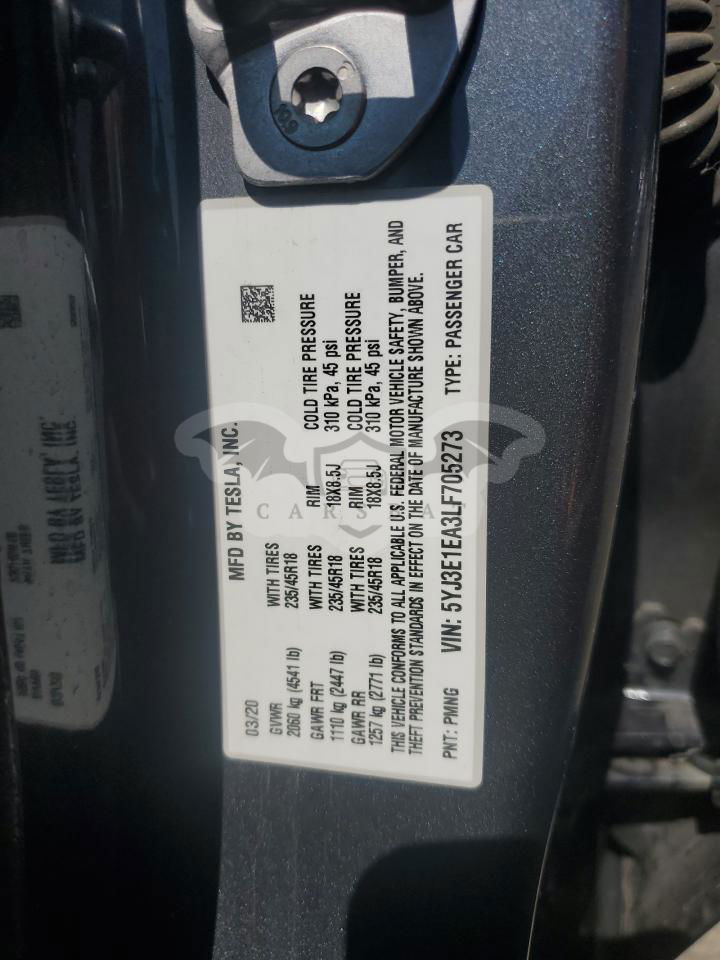 MFD BY TESLA, INC.
03/20
GVWR WITH TIRES
2060 kg (4541 lb) 235/45R18
GAWR FRT WITH TIRES RIM COLD TIRE PRESSURE
1110 kg (2447 lb) 235/45R18 18X8.5J 310 kPa, 45 psi
GAWR RR WITH TIRES RIM COLD TIRE PRESSURE
1257 kg (2771 lb) 235/45R18 18X8.5J 310 kPa, 45 psi
THIS VEHICLE CONFORMS TO ALL APPLICABLE U.S. FEDERAL MOTOR VEHICLE SAFETY, BUMPER, AND
THEFT PREVENTION STANDARDS IN EFFECT ON THE DATE OF MANUFACTURE SHOWN ABOVE.
PNT: PMNG VIN: 5YJ3E1EA3LF705273 TYPE: PASSENGER CAR
10.9